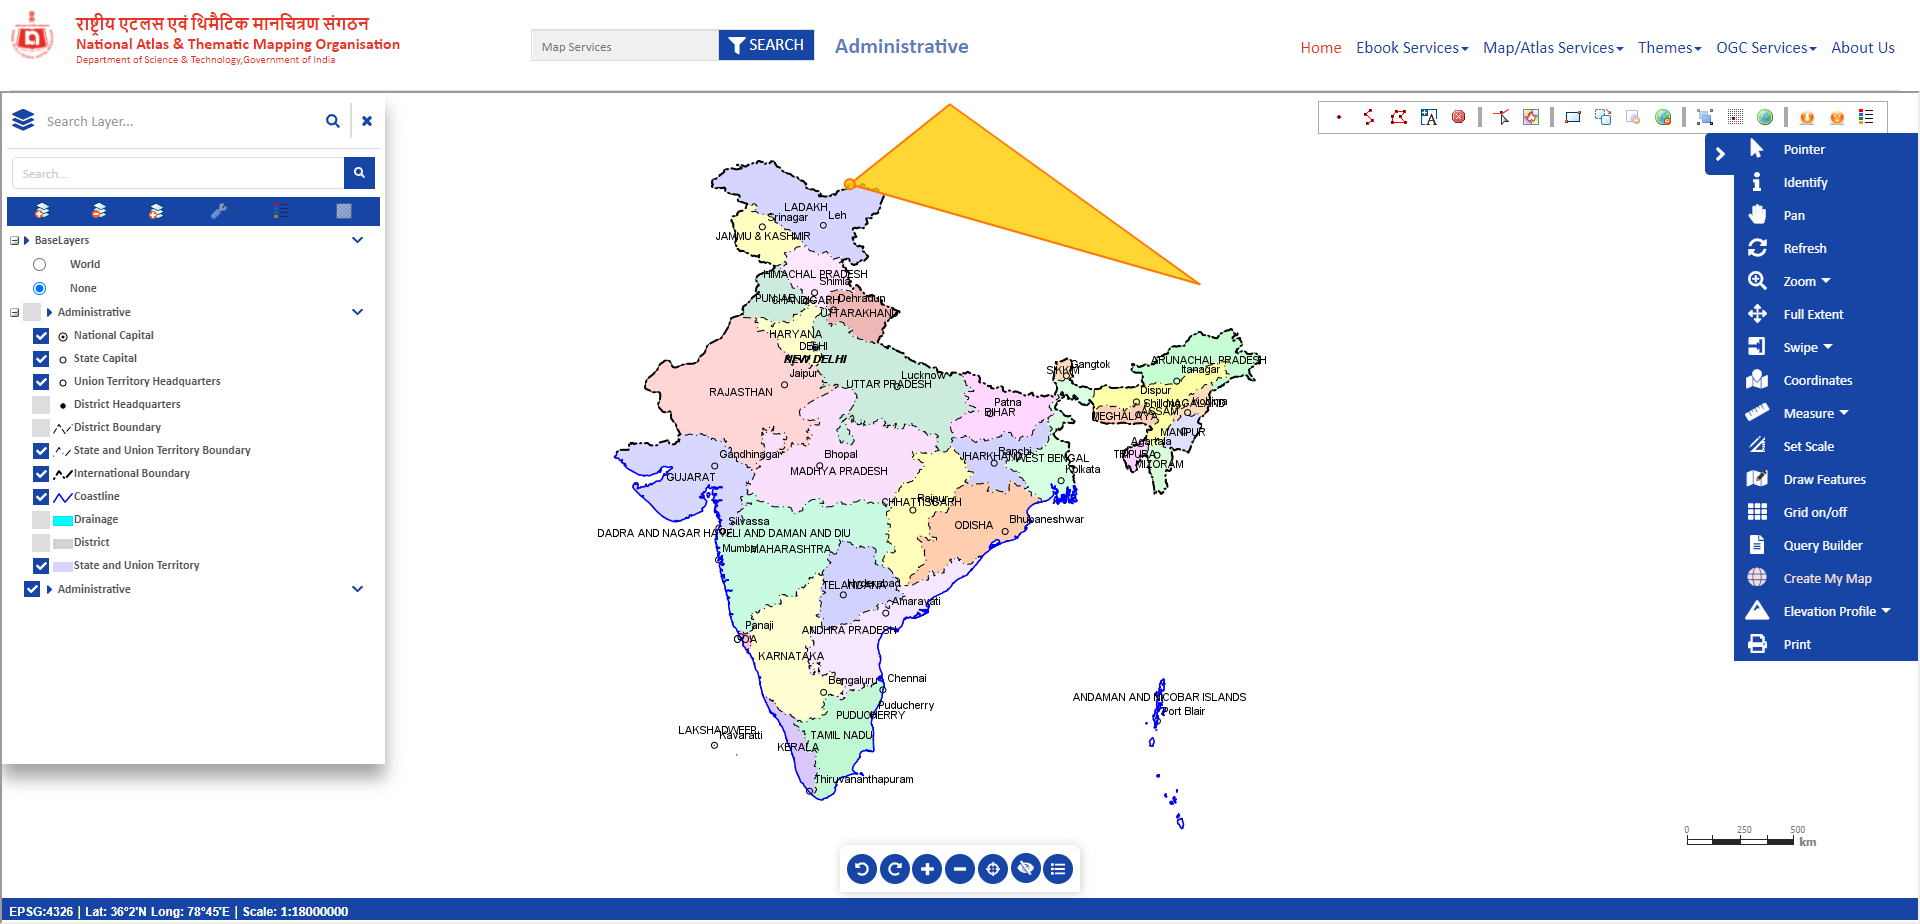 राष्ट्रीय एटलस एवं थिमैटिक मानचित्रण संगठन
National Atlas & Thematic Mapping Organisation
Department of Science & Technology,Government of India
Map Services
SEARCH
Administrative
Home
Ebook Services
Map/Atlas Services
Themes
OGC Services
About Us
Search Layer...
Search...
BaseLayers
World
None
Administrative
National Capital
State Capital
Union Territory Headquarters
District Headquarters
District Boundary
State and Union Territory Boundary
International Boundary
Coastline
Drainage
District
State and Union Territory
Administrative
LADAKH
Srinagar
Leh
JAMMU & KASHMIR
HIMACHAL PRADESH
Shimla
PUNJAB
CHANDIGARH
Dehradun
UTTARAKHAND
HARYANA
DELHI
NEW DELHI
Jaipur
RAJASTHAN
UTTAR PRADESH
Lucknow
Gangtok
SIKKIM
ARUNACHAL PRADESH
Itanagar
Dispur
Shillong
NAGALAND
Kohima
MEGHALAYA
ASSAM
Patna
BIHAR
MANIPUR
Agartala
TRIPURA
MIZORAM
Gandhinagar
GUJARAT
Bhopal
MADHYA PRADESH
JHARKHAND
Ranchi
WEST BENGAL
Kolkata
Raipur
CHHATTISGARH
ODISHA
Bhubaneshwar
Silvassa
DADRA AND NAGAR HAVELI AND DAMAN AND DIU
Mumbai
MAHARASHTRA
TELANGANA
Hyderabad
Amaravati
Panaji
GOA
ANDHRA PRADESH
KARNATAKA
Bengaluru
Chennai
Puducherry
PUDUCHERRY
LAKSHADWEEP
Kavaratti
KERALA
TAMIL NADU
Thiruvananthapuram
ANDAMAN AND NICOBAR ISLANDS
Port Blair
Pointer
Identify
Pan
Refresh
Zoom
Full Extent
Swipe
Coordinates
Measure
Set Scale
Draw Features
Grid on/off
Query Builder
Create My Map
Elevation Profile
Print
0 250 500
km
EPSG:4326 | Lat: 36°2'N Long: 78°45'E | Scale: 1:18000000